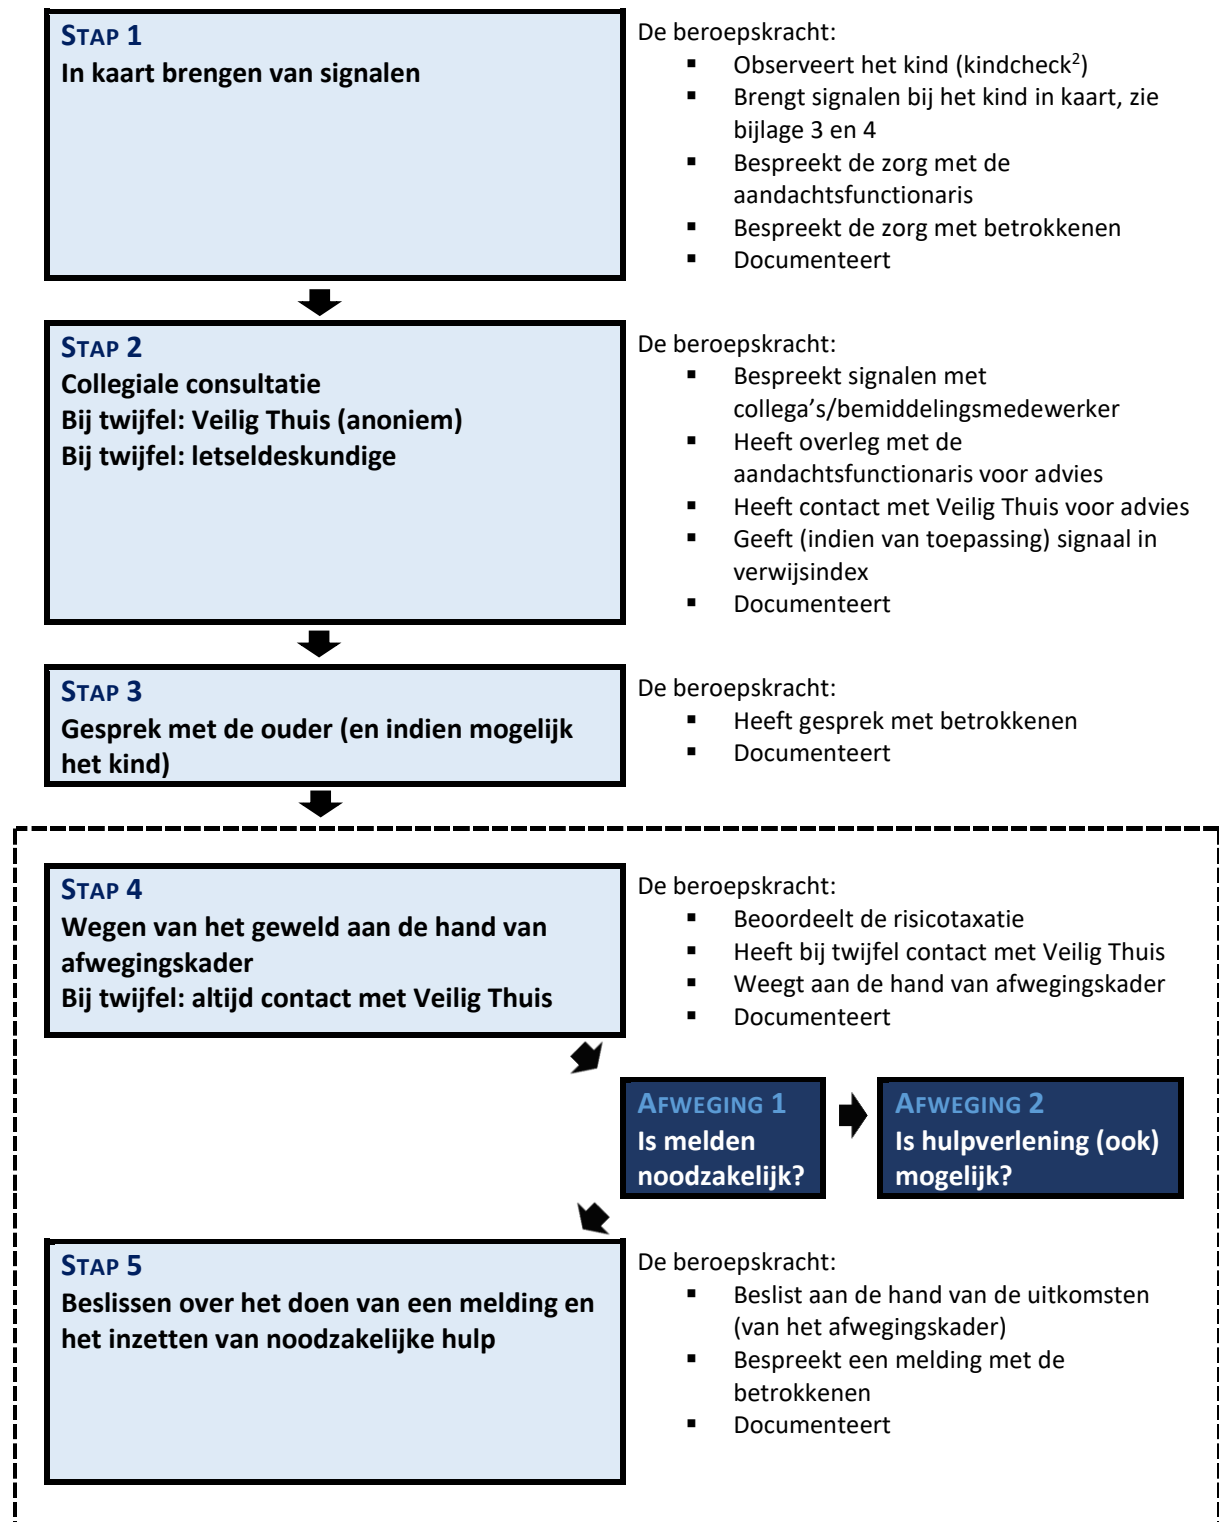 STAP 1
In kaart brengen van signalen
De beroepskracht:
▪ Observeert het kind (kindcheck²)
▪ Brengt signalen bij het kind in kaart, zie
bijlage 3 en 4
▪ Bespreekt de zorg met de
aandachtsfunctionaris
▪ Bespreekt de zorg met betrokkenen
▪ Documenteert
STAP 2
Collegiale consultatie
Bij twijfel: Veilig Thuis (anoniem)
Bij twijfel: letseldeskundige
De beroepskracht:
▪ Bespreekt signalen met
collega’s/bemiddelingsmedewerker
▪ Heeft overleg met de
aandachtsfunctionaris voor advies
▪ Heeft contact met Veilig Thuis voor advies
▪ Geeft (indien van toepassing) signaal in
verwijsindex
▪ Documenteert
STAP 3
Gesprek met de ouder (en indien mogelijk
het kind)
De beroepskracht:
▪ Heeft gesprek met betrokkenen
▪ Documenteert
STAP 4
Wegen van het geweld aan de hand van
afwegingskader
Bij twijfel: altijd contact met Veilig Thuis
De beroepskracht:
▪ Beoordeelt de risicotaxatie
▪ Heeft bij twijfel contact met Veilig Thuis
▪ Weegt aan de hand van afwegingskader
▪ Documenteert
AFWEGING 1
Is melden
noodzakelijk?
AFWEGING 2
Is hulpverlening (ook)
mogelijk?
STAP 5
Beslissen over het doen van een melding en
het inzetten van noodzakelijke hulp
De beroepskracht:
▪ Beslist aan de hand van de uitkomsten
(van het afwegingskader)
▪ Bespreekt een melding met de
betrokkenen
▪ Documenteert